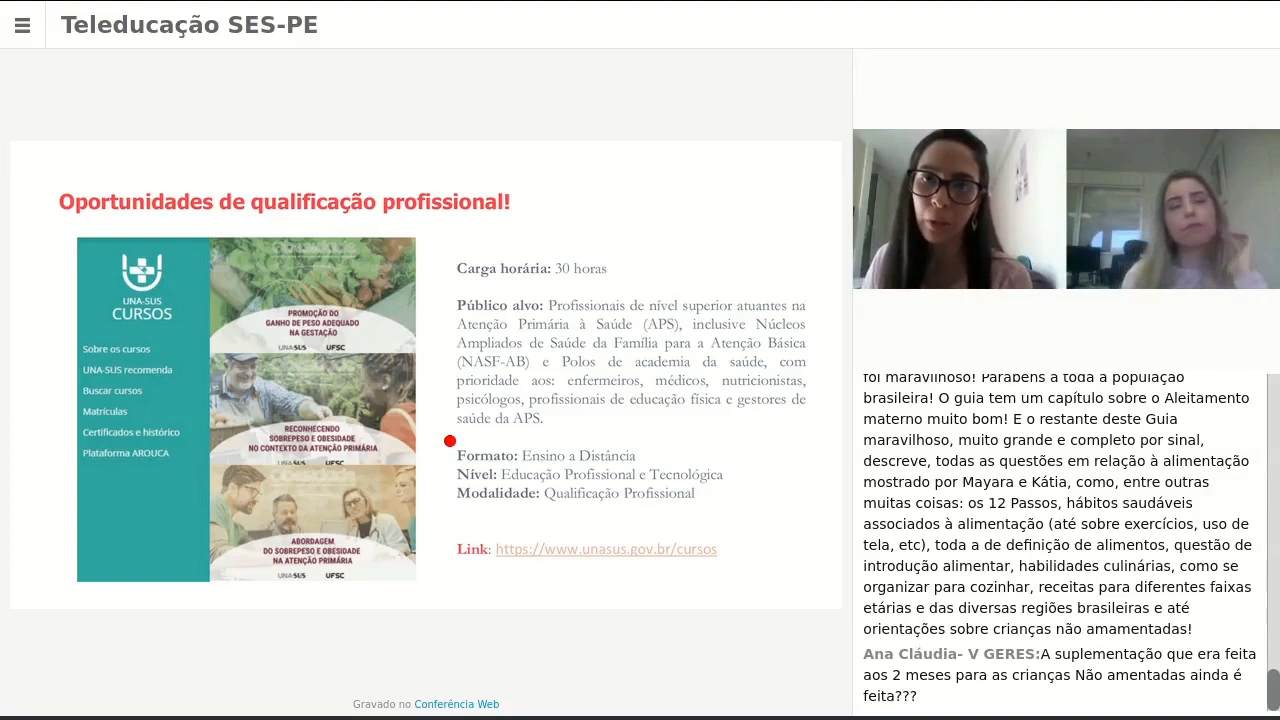 Teleducação SES-PE
Oportunidades de qualificação profissional!
UNA-SUS
CURSOS
Sobre os cursos
UNA-SUS recomenda
Buscar cursos
Matrículas
Certificados e histórico
Plataforma AROUCA
PROMOÇÃO DO
GANHO DE PESO ADEQUADO
NA GESTAÇÃO
UNASUS UFSC
RECONHECENDO
SOBREPESO E OBESIDADE
NO CONTEXTO DA ATENÇÃO PRIMÁRIA
UNASUS UFSC
ABORDAGEM
DO SOBREPESO E OBESIDADE
NA ATENÇÃO PRIMÁRIA
UNASUS UFSC
Carga horária: 30 horas
Público alvo: Profissionais de nível superior atuantes na
Atenção Primária à Saúde (APS), inclusive Núcleos
Ampliados de Saúde da Família para a Atenção Básica
(NASF-AB) e Polos de academia da saúde, com
prioridade aos: enfermeiros, médicos, nutricionistas,
psicólogos, profissionais de educação física e gestores de
saúde da APS.
Formato: Ensino a Distância
Nível: Educação Profissional e Tecnológica
Modalidade: Qualificação Profissional
Link: https://www.unasus.gov.br/cursos
foi maravilhoso! Parabéns a toda a população
brasileira! O guia tem um capítulo sobre o Aleitamento
materno muito bom! E o restante deste Guia
maravilhoso, muito grande e completo por sinal,
descreve, todas as questões em relação à alimentação
mostrado por Mayara e Kátia, como, entre outras
muitas coisas: os 12 Passos, hábitos saudáveis
associados à alimentação (até sobre exercícios, uso de
tela, etc), toda a de definição de alimentos, questão de
introdução alimentar, habilidades culinárias, como se
organizar para cozinhar, receitas para diferentes faixas
etárias e das diversas regiões brasileiras e até
orientações sobre crianças não amamentadas!
Ana Cláudia- V GERES:A suplementação que era feita
aos 2 meses para as crianças Não amentadas ainda é
feita???
Gravado no Conferência Web